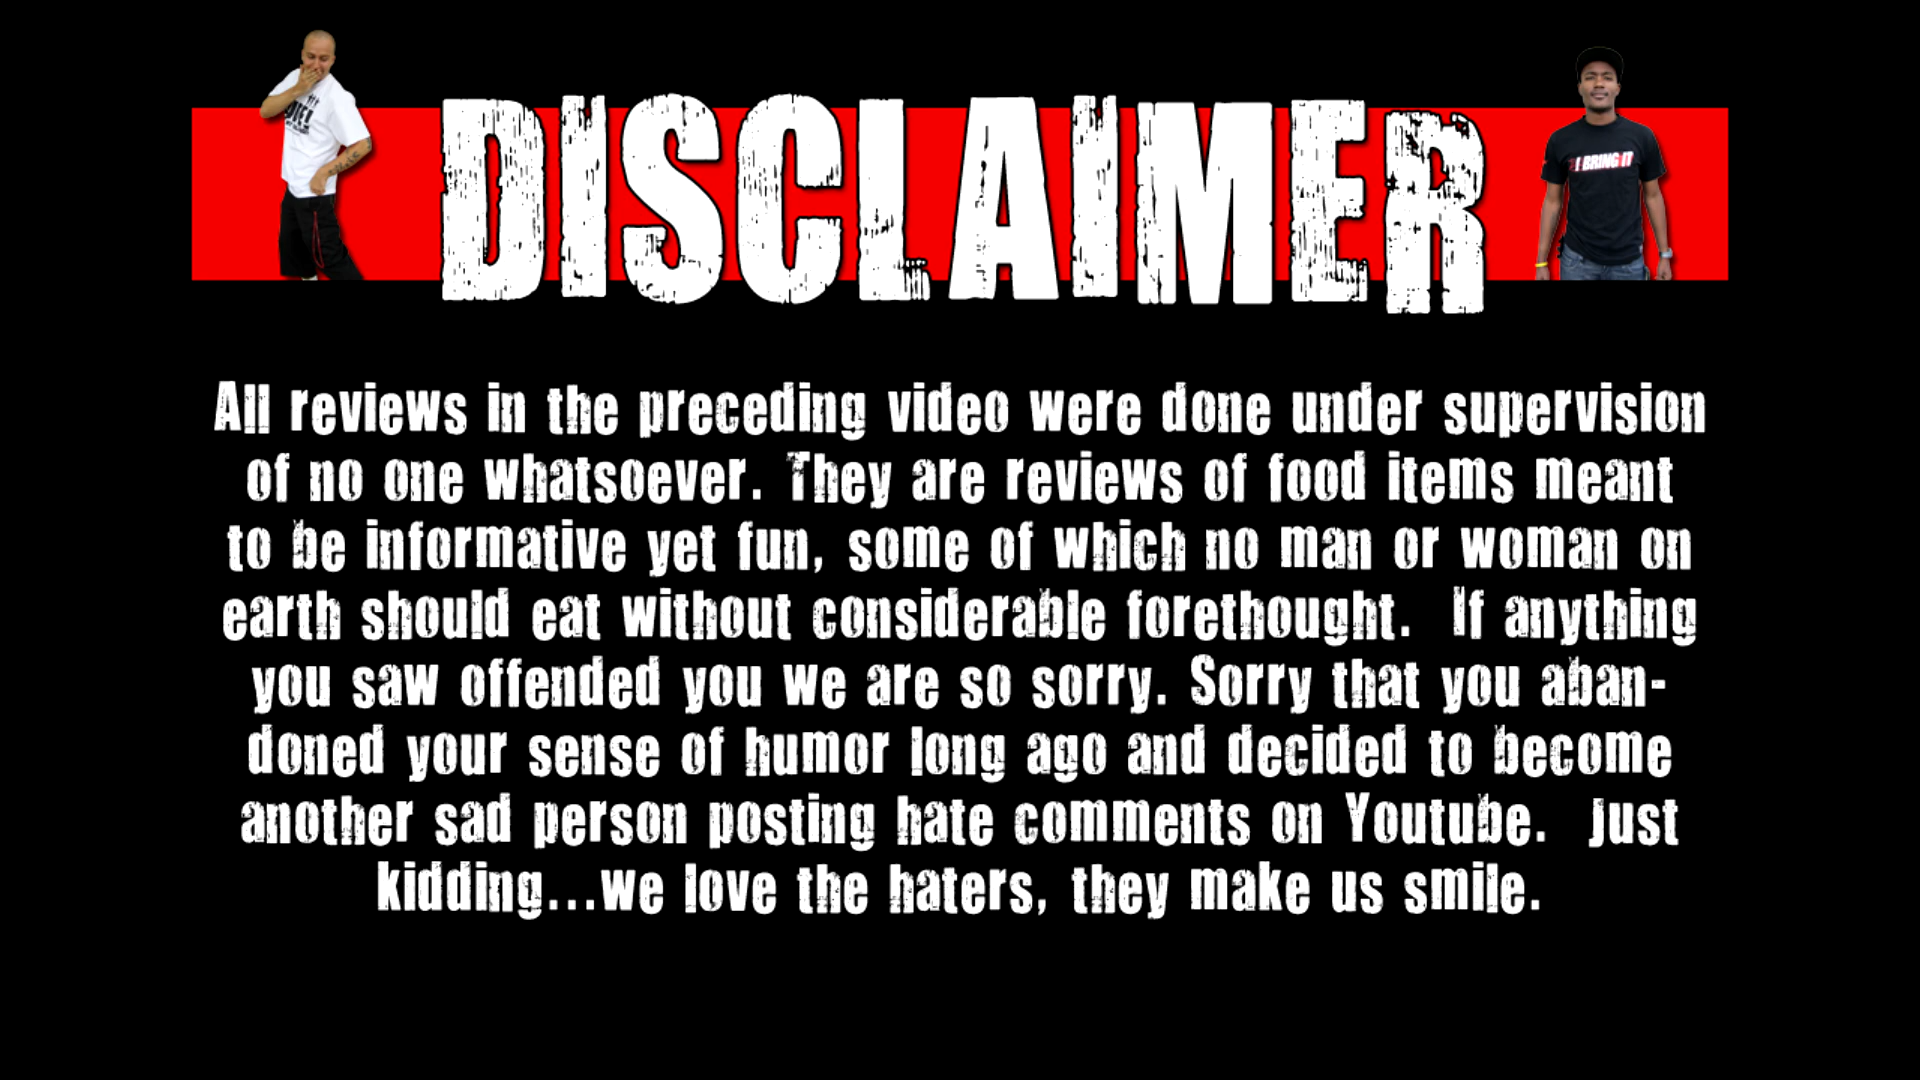 DISCLAIMER
DIE!
I BRING IT
All reviews in the preceding video were done under supervision
of no one whatsoever. They are reviews of food items meant
to be informative yet fun, some of which no man or woman on
earth should eat without considerable forethought. If anything
you saw offended you we are so sorry. Sorry that you aban-
doned your sense of humor long ago and decided to become
another sad person posting hate comments on Youtube. Just
kidding...we love the haters, they make us smile.